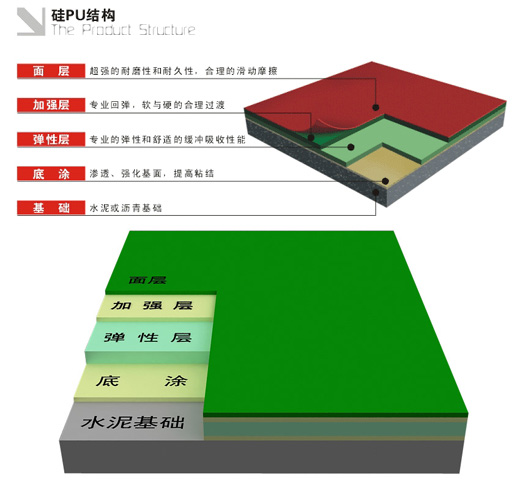 硅PU结构
The Product Structure
面 层 超强的耐磨性和耐久性，合理的滑动摩擦
加强层 专业回弹，软与硬的合理过渡
弹性层 专业的弹性和舒适的缓冲吸收性能
底 涂 渗透、强化基面，提高粘结
基 础 水泥或沥青基础
面层
加强层
弹性层
底 涂
水泥基础